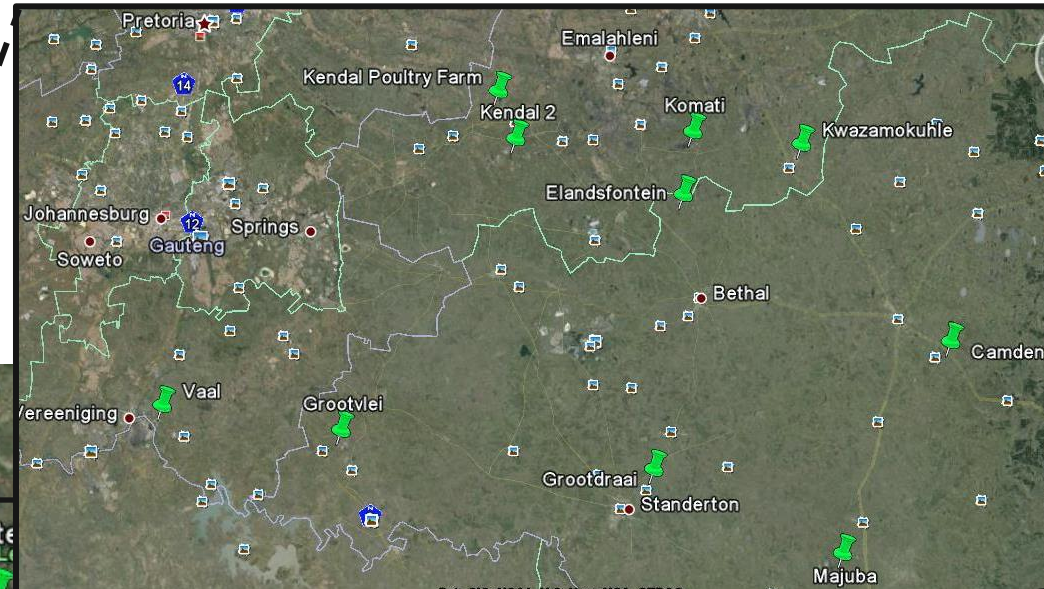 Pretoria
Emalahleni
Kendal Poultry Farm
14
Kendal 2
Komati
Kwazamokuhle
Elandsfontein
Johannesburg
12
Springs
Gauteng
Soweto
Bethal
Camden
Vaal
Vereeniging
Grootvlei
Grootdraai
Standerton
Majuba